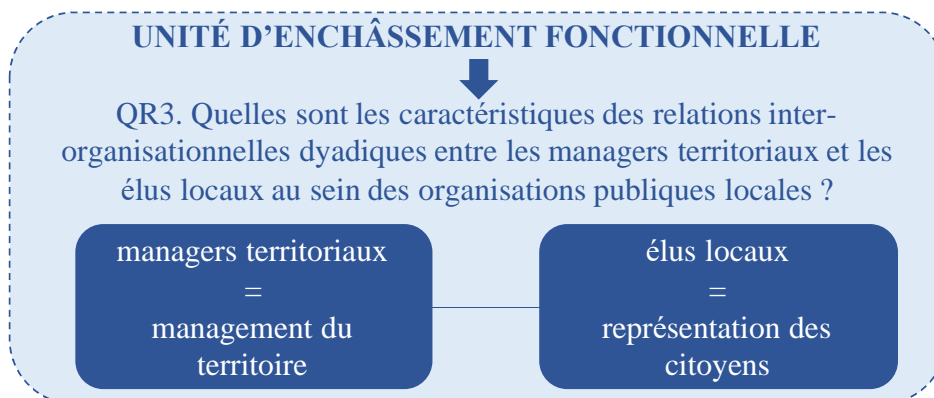 UNITÉ D'ENCHÂSSEMENT FONCTIONNELLE
QR3. Quelles sont les caractéristiques des relations inter-
organisationnelles dyadiques entre les managers territoriaux et les
élus locaux au sein des organisations publiques locales ?
managers territoriaux
=
management du
territoire
élus locaux
=
représentation des
citoyens